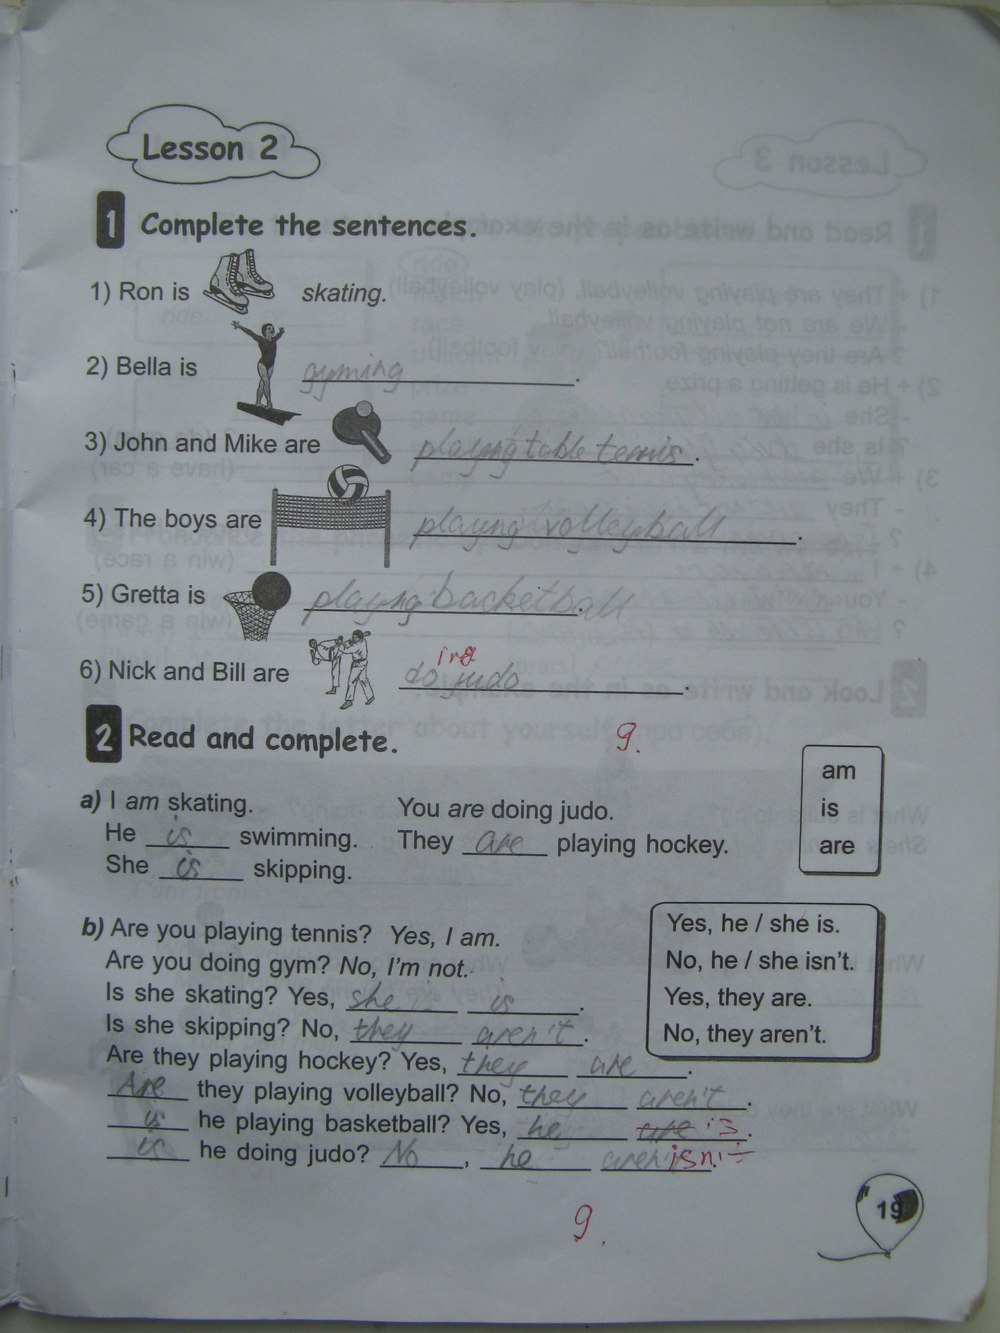 Lesson 2
1 Complete the sentences.
1) Ron is skating.
2) Bella is gyming.
3) John and Mike are playing table tennis.
4) The boys are playing volleyball.
5) Gretta is playing backetball.
ing
6) Nick and Bill are do judo.
2 Read and complete. 9.
am
is
are
a) I am skating. You are doing judo.
He is swimming. They are playing hockey.
She is skipping.
b) Are you playing tennis? Yes, I am.
Are you doing gym? No, I'm not.
Is she skating? Yes, she is is.
Is she skipping? No, they aren't.
Are they playing hockey? Yes, they are.
Are they playing volleyball? No, they aren't.
is he playing basketball? Yes, he are is.
is he doing judo? No, he aren't isn't.
Yes, he / she is.
No, he / she isn't.
Yes, they are.
No, they aren't.
9.
19